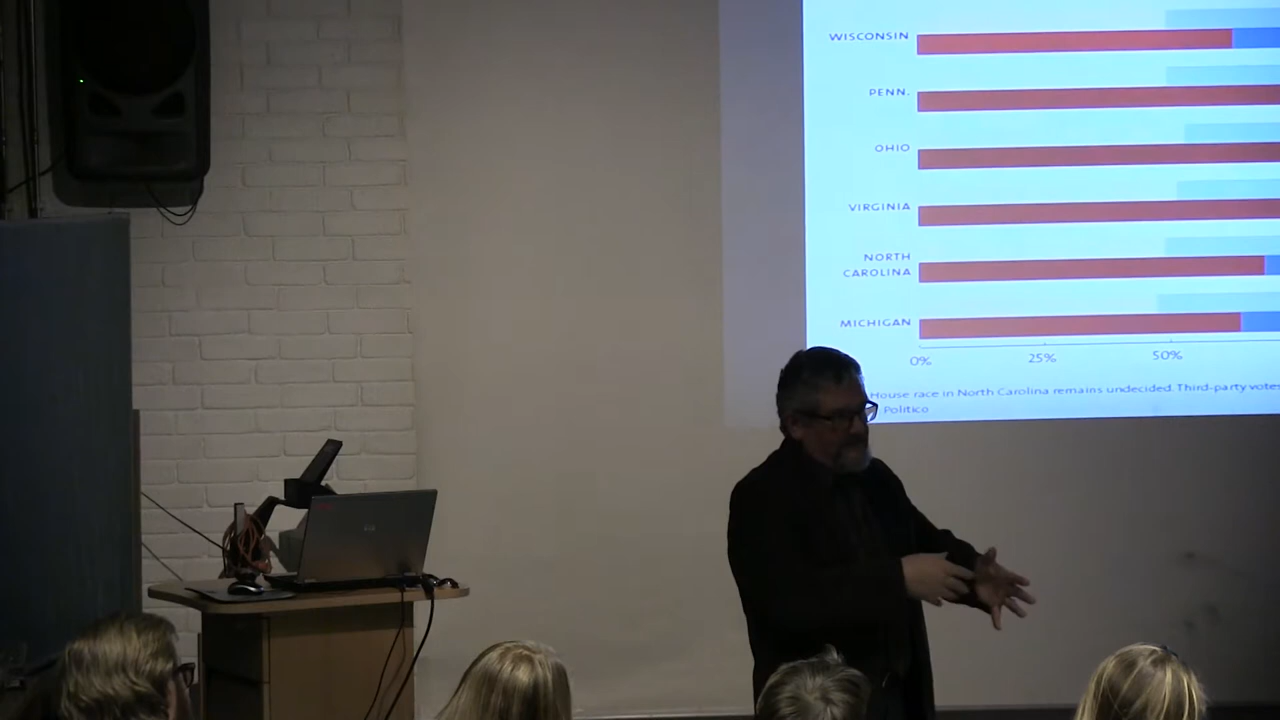 WISCONSIN
PENN.
OHIO
VIRGINIA
NORTH
CAROLINA
MICHIGAN
0% 25% 50%
House race in North Carolina remains undecided. Third-party votes
Politico